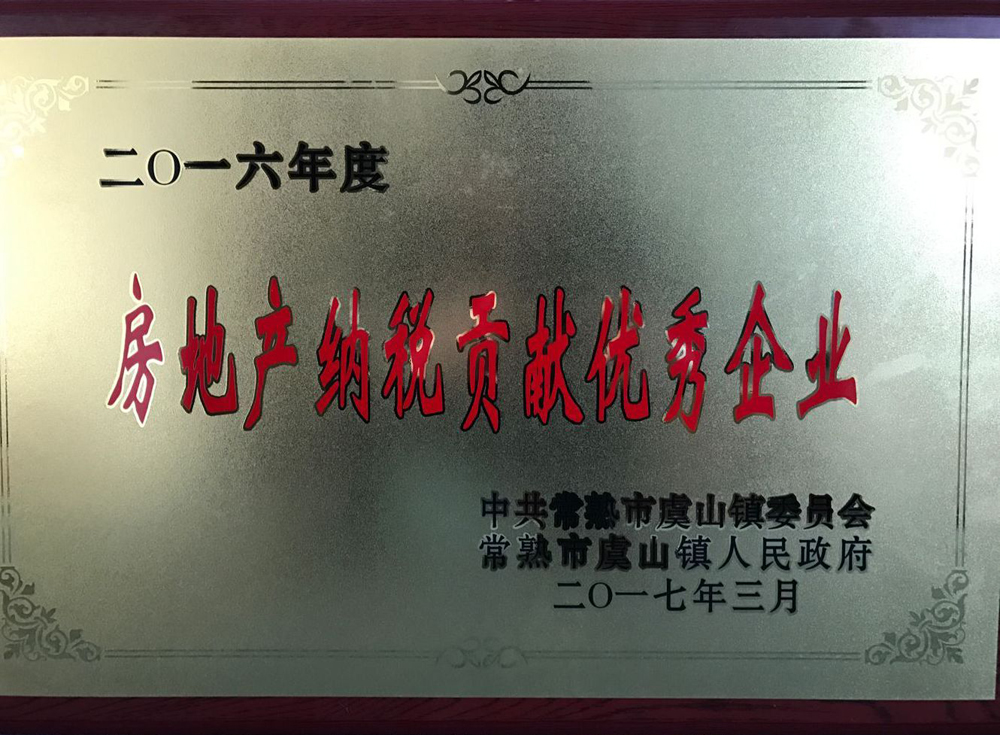 二〇一六年度
房地产纳税贡献优秀企业
中共常熟市虞山镇委员会
常熟市虞山镇人民政府
二〇一七年三月